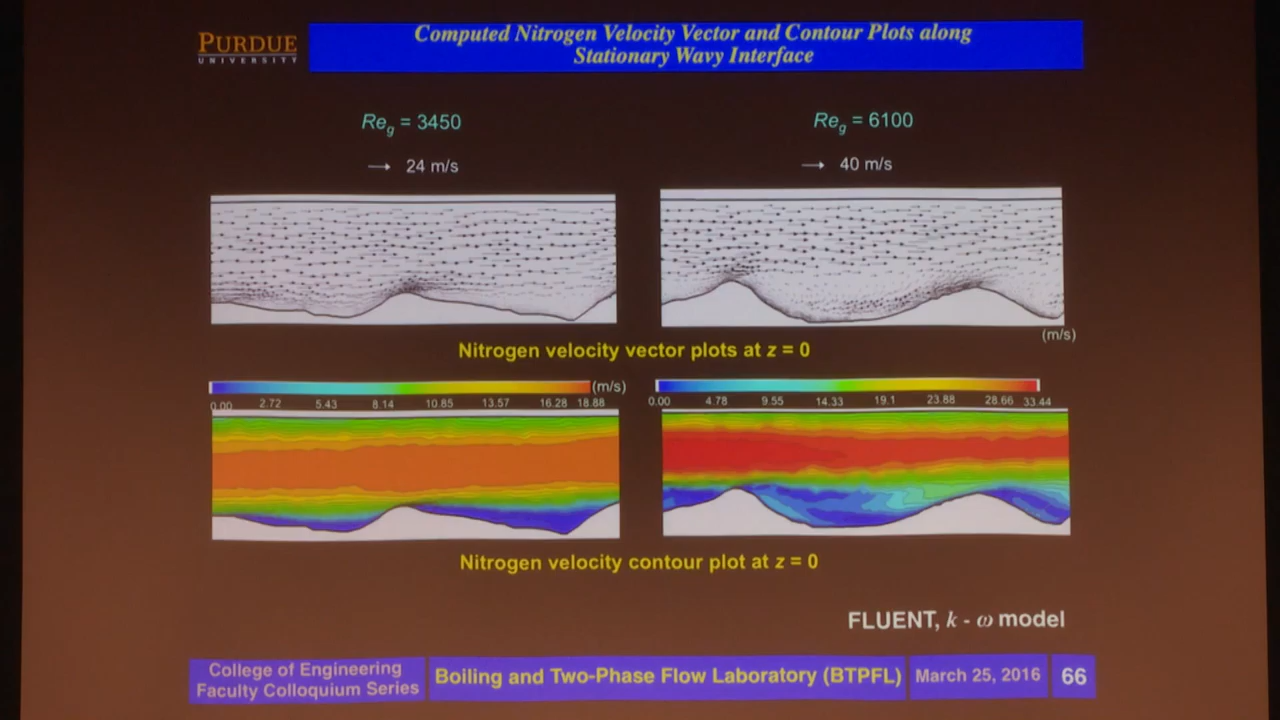 PURDUE
UNIVERSITY
Computed Nitrogen Velocity Vector and Contour Plots along
Stationary Wavy Interface
Reg = 3450
Reg = 6100
24 m/s
40 m/s
(m/s)
Nitrogen velocity vector plots at z = 0
(m/s)
0.00 2.72 5.43 8.14 10.85 13.57 16.28 18.88
0.00 4.78 9.55 14.33 19.1 23.88 28.66 33.44
Nitrogen velocity contour plot at z = 0
FLUENT, k - ω model
College of Engineering
Faculty Colloquium Series
Boiling and Two-Phase Flow Laboratory (BTPFL)
March 25, 2016
66